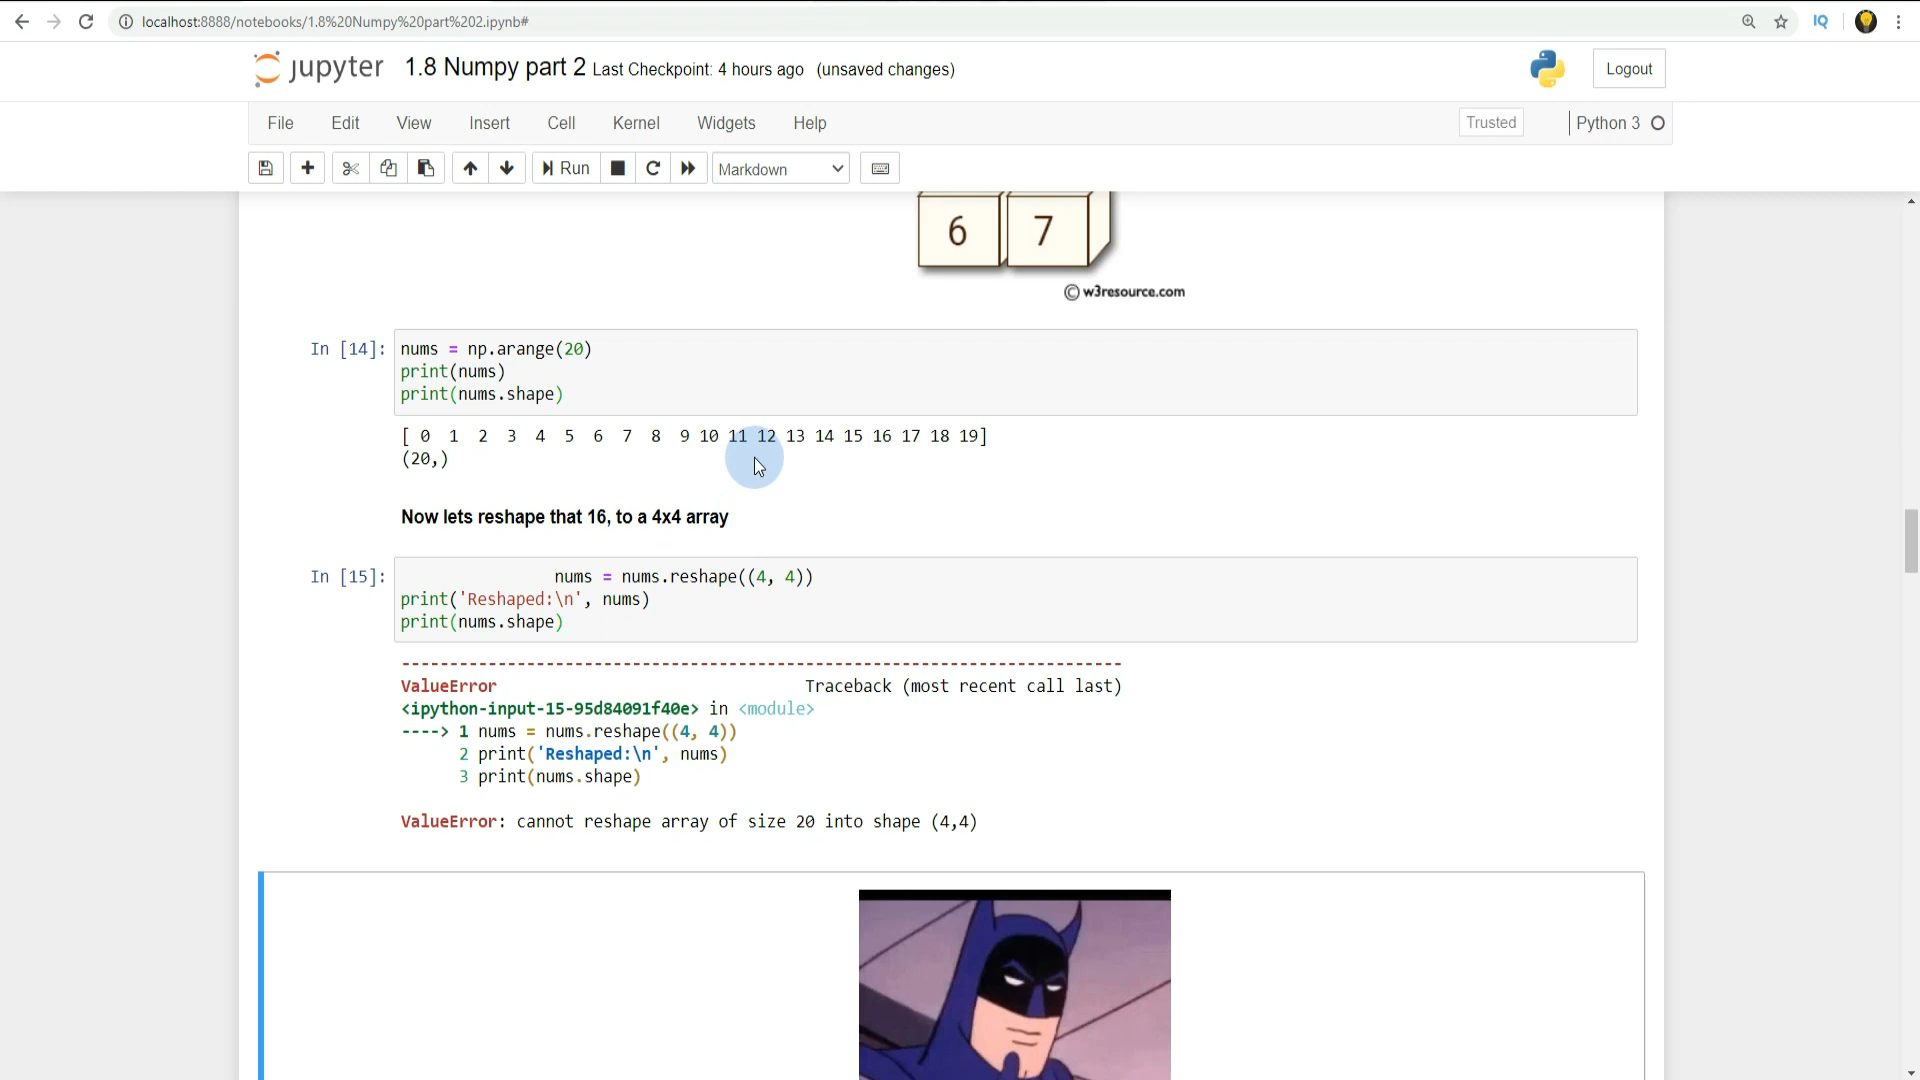 localhost:8888/notebooks/1.8%20Numpy%20part%202.ipynb#
IQ
jupyter 1.8 Numpy part 2 Last Checkpoint: 4 hours ago (unsaved changes)
Logout
File Edit View Insert Cell Kernel Widgets Help
Trusted
Python 3
Run
Markdown
6 7
© w3resource.com
In [14]: nums = np.arange(20)
print(nums)
print(nums.shape)
[ 0 1 2 3 4 5 6 7 8 9 10 11 12 13 14 15 16 17 18 19]
(20,)
Now lets reshape that 16, to a 4x4 array
In [15]: nums = nums.reshape((4, 4))
print('Reshaped:\n', nums)
print(nums.shape)
---------------------------------------------------------------------------
ValueError Traceback (most recent call last)
<ipython-input-15-95d84091f40e> in <module>
----> 1 nums = nums.reshape((4, 4))
2 print('Reshaped:\n', nums)
3 print(nums.shape)
ValueError: cannot reshape array of size 20 into shape (4,4)